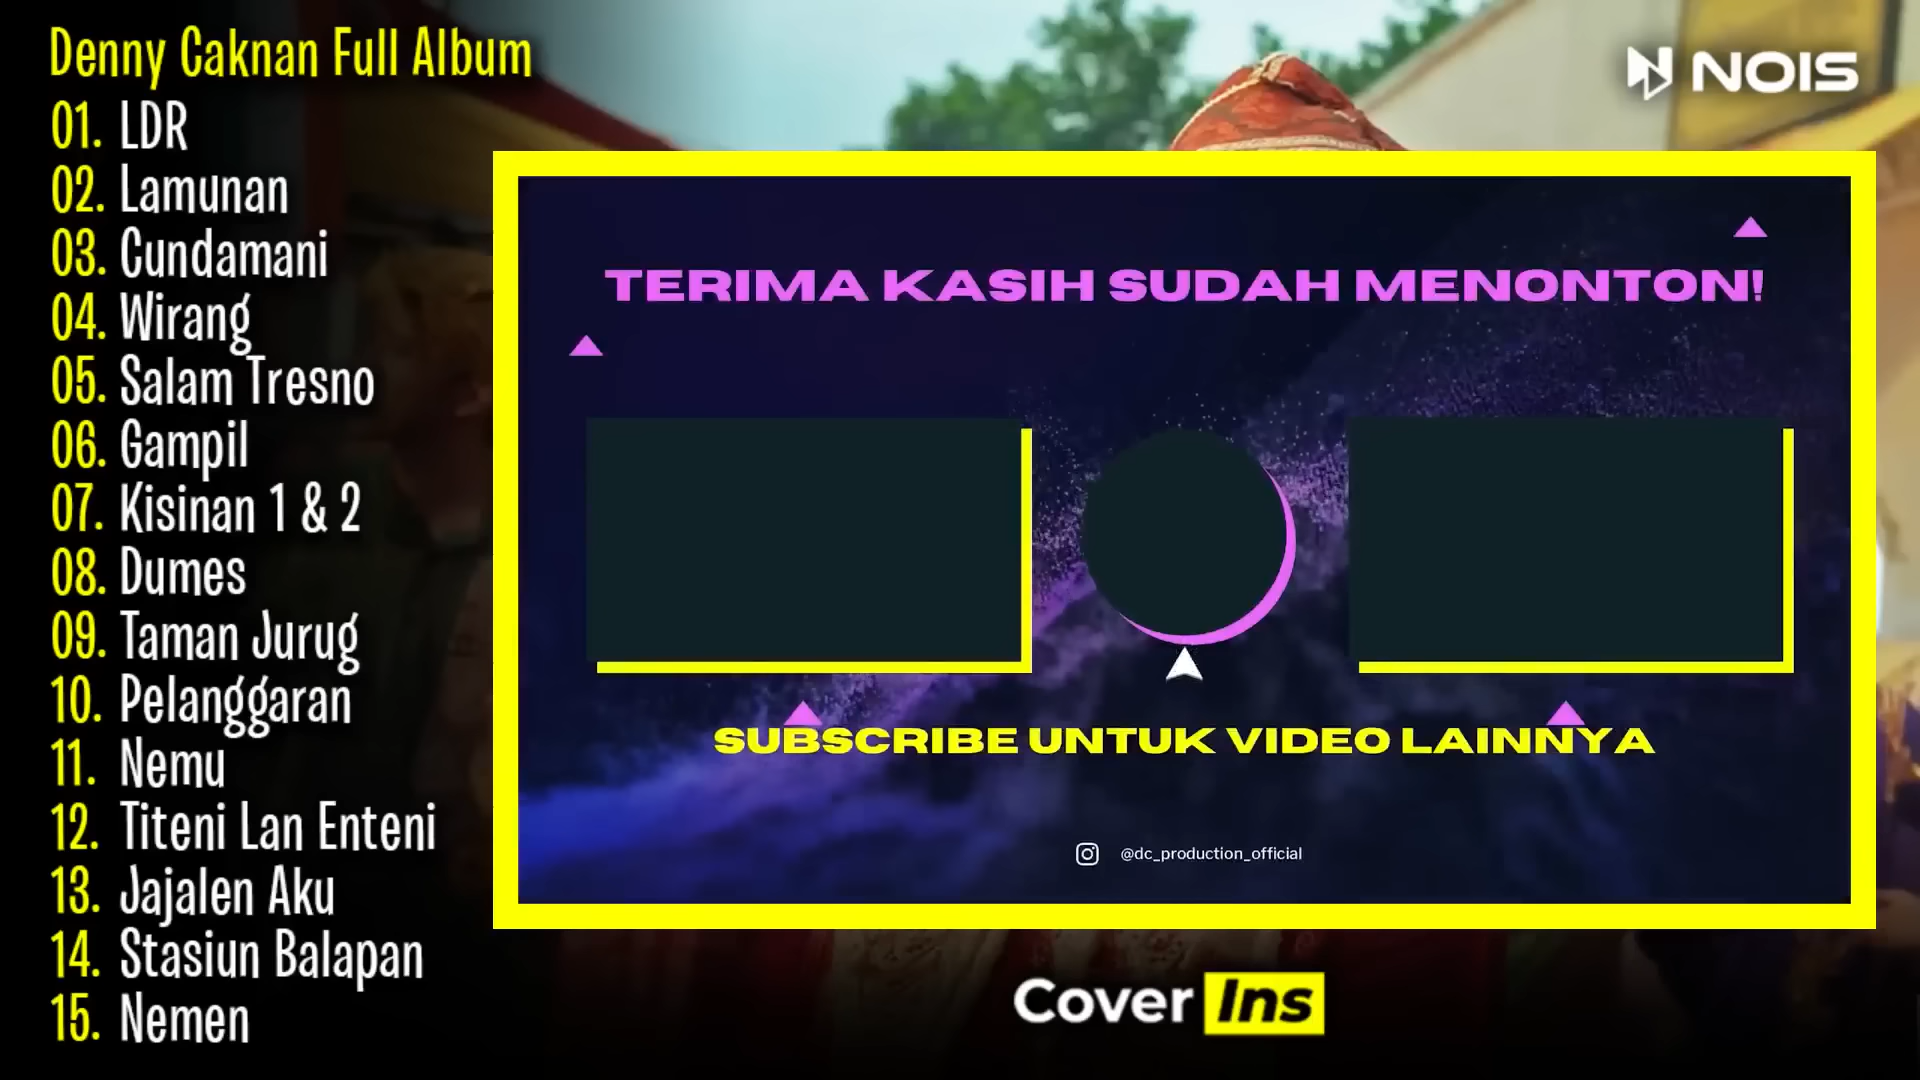 Denny Caknan Full Album
01. LDR
02. Lamunan
03. Cundamani
04. Wirang
05. Salam Tresno
06. Gampil
07. Kisinan 1 & 2
08. Dumes
09. Taman Jurug
10. Pelanggaran
11. Nemu
12. Titeni Lan Enteni
13. Jajalen Aku
14. Stasiun Balapan
15. Nemen
NOIS
TERIMA KASIH SUDAH MENONTON!
SUBSCRIBE UNTUK VIDEO LAINNYA
@dc_production_official
Cover Ins